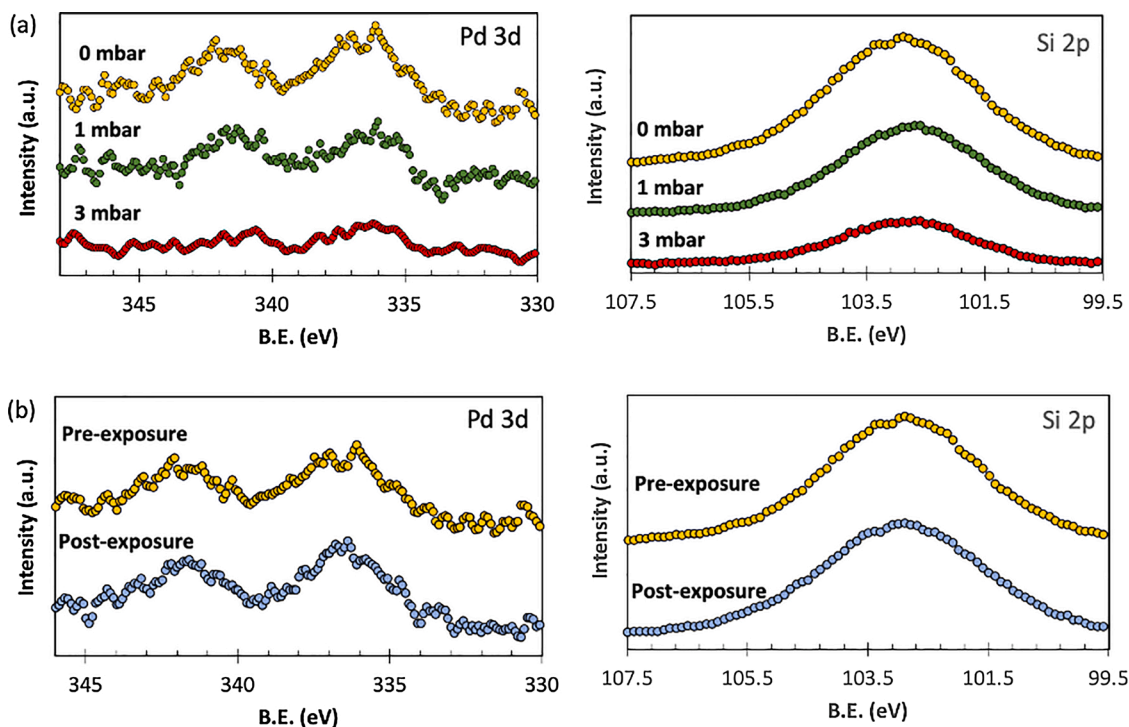 (a)
Pd 3d
0 mbar
1 mbar
3 mbar
Intensity (a.u.)
345
340
335
330
B.E. (eV)
Si 2p
0 mbar
1 mbar
3 mbar
Intensity (a.u.)
107.5
105.5
103.5
101.5
99.5
B.E. (eV)
(b)
Pd 3d
Pre-exposure
Post-exposure
Intensity (a.u.)
345
340
335
330
B.E. (eV)
Si 2p
Pre-exposure
Post-exposure
Intensity (a.u.)
107.5
105.5
103.5
101.5
99.5
B.E. (eV)